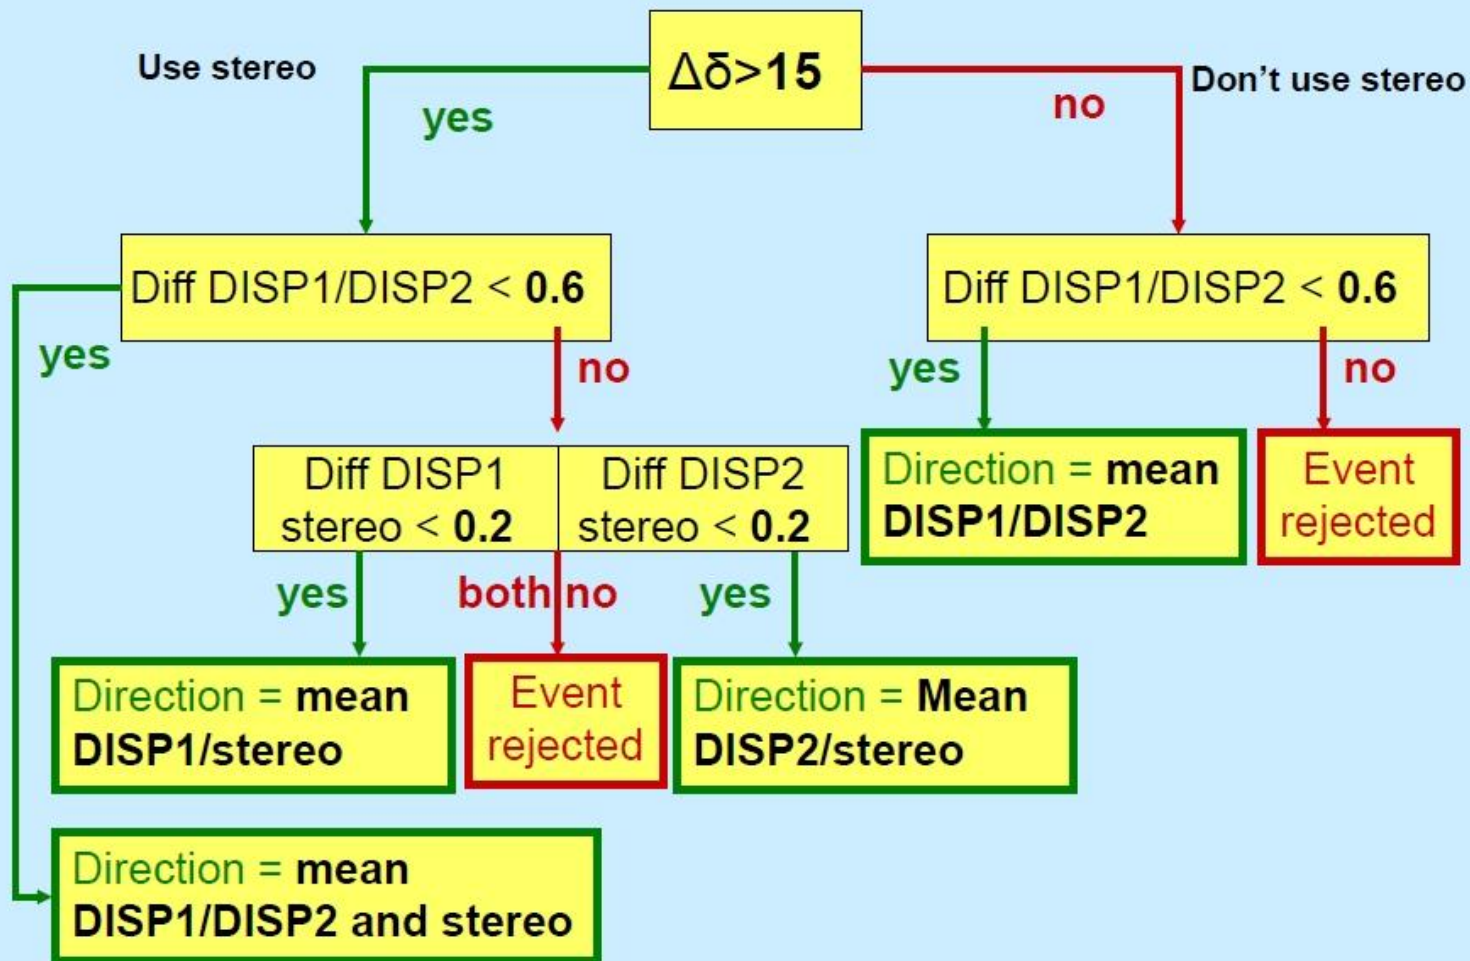 Δδ>15
Use stereo
Don't use stereo
yes
no
Diff DISP1/DISP2 < 0.6
Diff DISP1/DISP2 < 0.6
yes
no
yes
no
Diff DISP1
stereo < 0.2
Diff DISP2
stereo < 0.2
Direction = mean
DISP1/DISP2
Event
rejected
yes
both no
yes
Direction = mean
DISP1/stereo
Event
rejected
Direction = Mean
DISP2/stereo
Direction = mean
DISP1/DISP2 and stereo